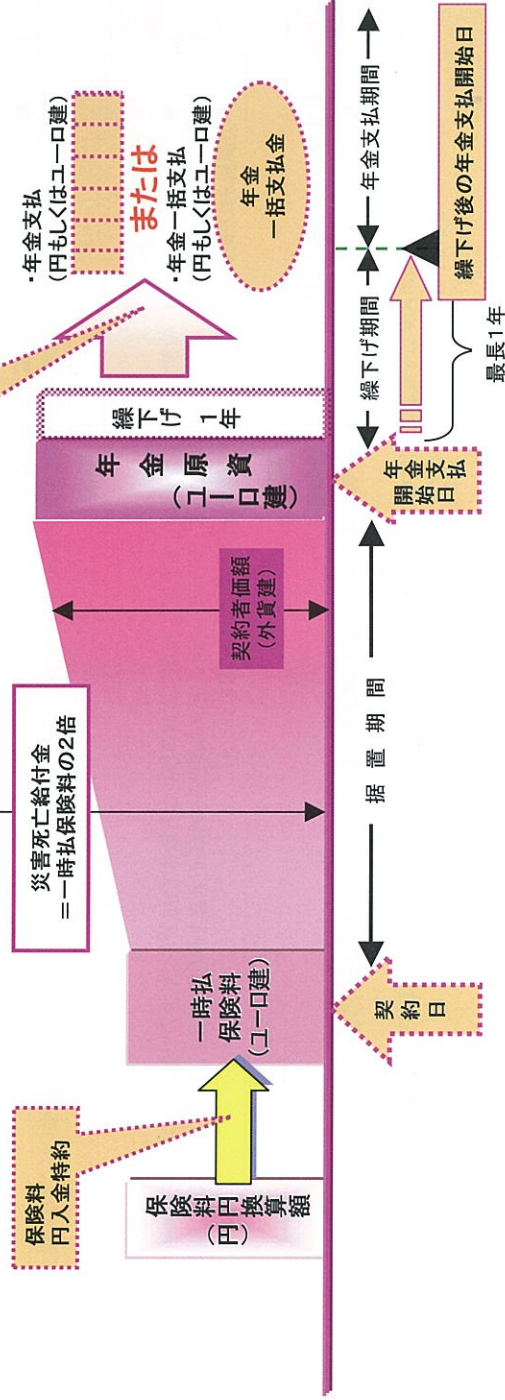 保険料
円入金特約
保険料円換算額
(円)
一時払
保険料
(ユーロ建)
災害死亡給付金
=一時払保険料の2倍
契約者価額
(外貨建)
年金原資
(ユーロ建)
繰下げ
1年
・年金支払
(円もしくはユーロ建)
または
・年金一括支払
(円もしくはユーロ建)
年金
一括支払金
契約
日
据置期間
年金支払
開始日
繰下げ期間
年金支払期間
繰下げ後の年金支払開始日
最長1年